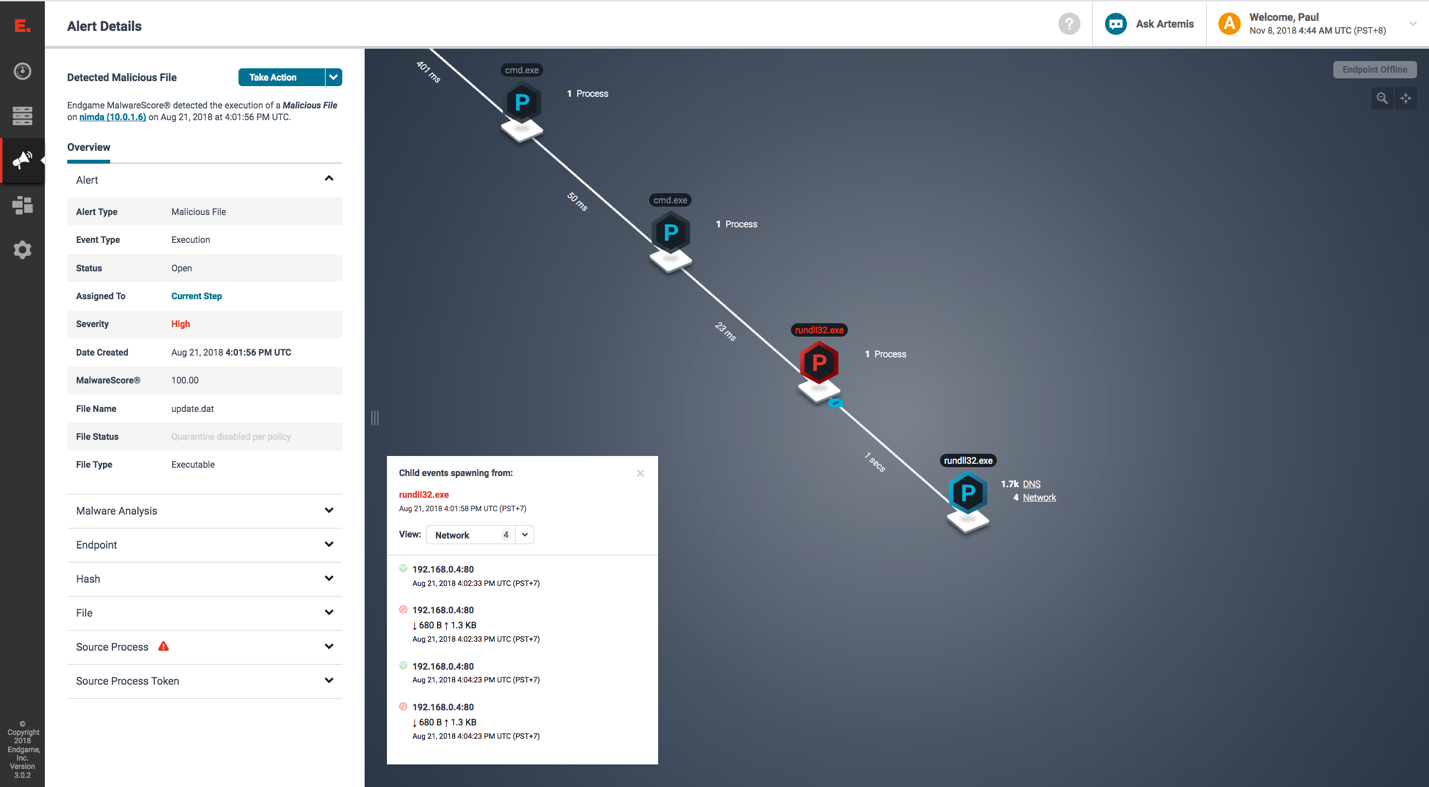 E.
Alert Details
?
Ask Artemis
A
Welcome, Paul
Nov 8, 2018 4:44 AM UTC (PST+8)
Detected Malicious File
Take Action
Endgame MalwareScore® detected the execution of a Malicious File
on nimda (10.0.1.6) on Aug 21, 2018 at 4:01:56 PM UTC.
Overview
Alert
Alert Type Malicious File
Event Type Execution
Status Open
Assigned To Current Step
Severity High
Date Created Aug 21, 2018 4:01:56 PM UTC
MalwareScore® 100.00
File Name update.dat
File Status Quarantine disabled per policy
File Type Executable
Malware Analysis
Endpoint
Hash
File
Source Process
Source Process Token
©
Copyright
2018
Endgame,
Inc.
Version
3.0.2
Endpoint Offline
401 ms
cmd.exe
P
1 Process
50 ms
cmd.exe
P
1 Process
23 ms
rundll32.exe
P
1 Process
1 secs
rundll32.exe
P
1.7k DNS
4 Network
Child events spawning from:
rundll32.exe
Aug 21, 2018 4:01:58 PM UTC (PST+7)
View: Network 4
192.168.0.4:80
Aug 21, 2018 4:02:33 PM UTC (PST+7)
192.168.0.4:80
↓ 680 B ↑ 1.3 KB
Aug 21, 2018 4:02:33 PM UTC (PST+7)
192.168.0.4:80
Aug 21, 2018 4:04:23 PM UTC (PST+7)
192.168.0.4:80
↓ 680 B ↑ 1.3 KB
Aug 21, 2018 4:04:23 PM UTC (PST+7)